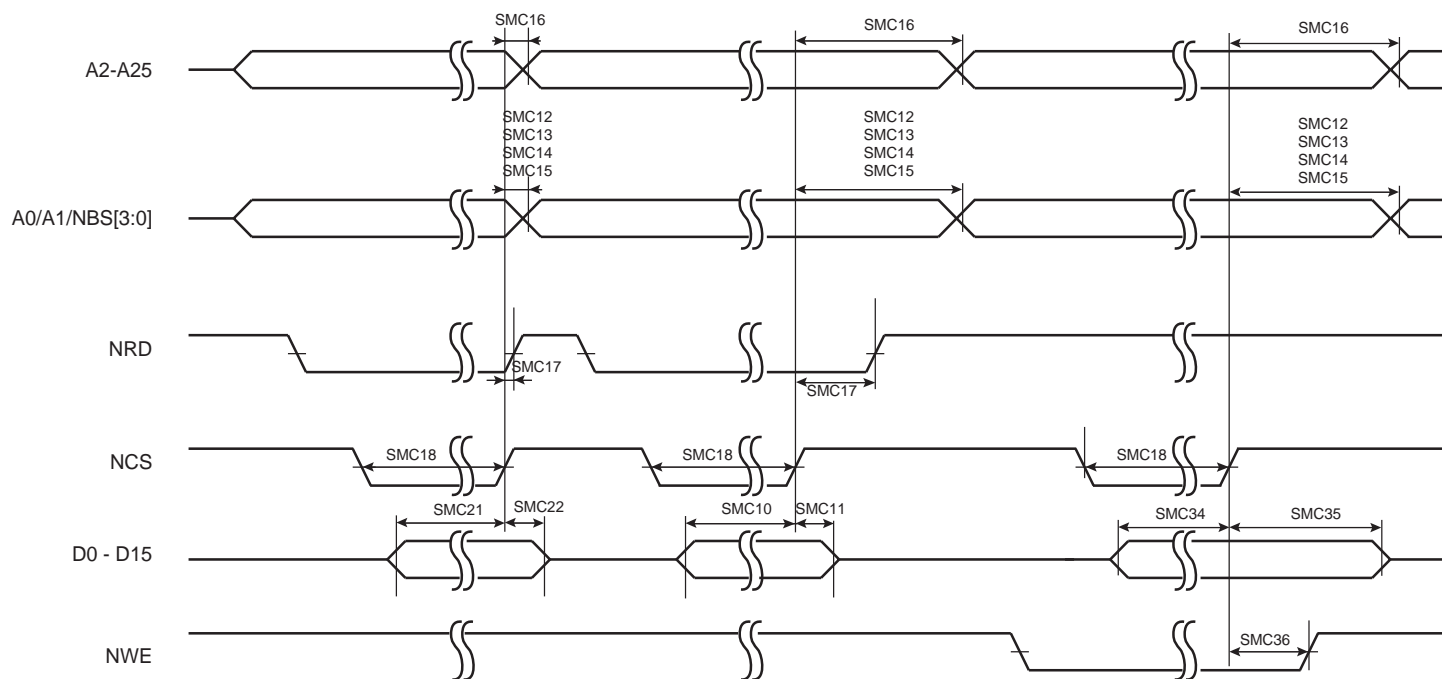 SMC16
SMC16
SMC16
A2-A25
SMC12
SMC13
SMC14
SMC15
SMC12
SMC13
SMC14
SMC15
SMC12
SMC13
SMC14
SMC15
A0/A1/NBS[3:0]
NRD
SMC17
SMC17
NCS
SMC18
SMC18
SMC18
SMC21
SMC22
SMC10
SMC11
SMC34
SMC35
D0 - D15
NWE
SMC36